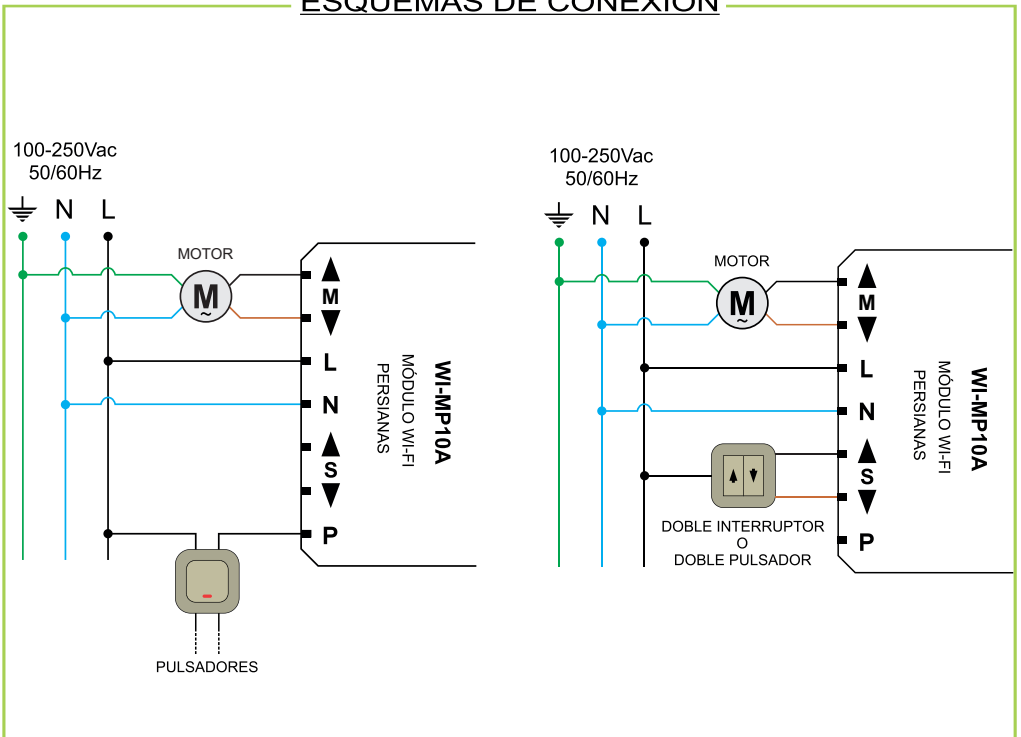 ESQUEMAS DE CONEXIÓN
100-250Vac
50/60Hz
N L
MOTOR
M
~
M
L
N
S
P
WI-MP10A
MÓDULO WI-FI
PERSIANAS
PULSADORES
100-250Vac
50/60Hz
N L
MOTOR
M
~
M
L
N
S
P
WI-MP10A
MÓDULO WI-FI
PERSIANAS
DOBLE INTERRUPTOR
O
DOBLE PULSADOR